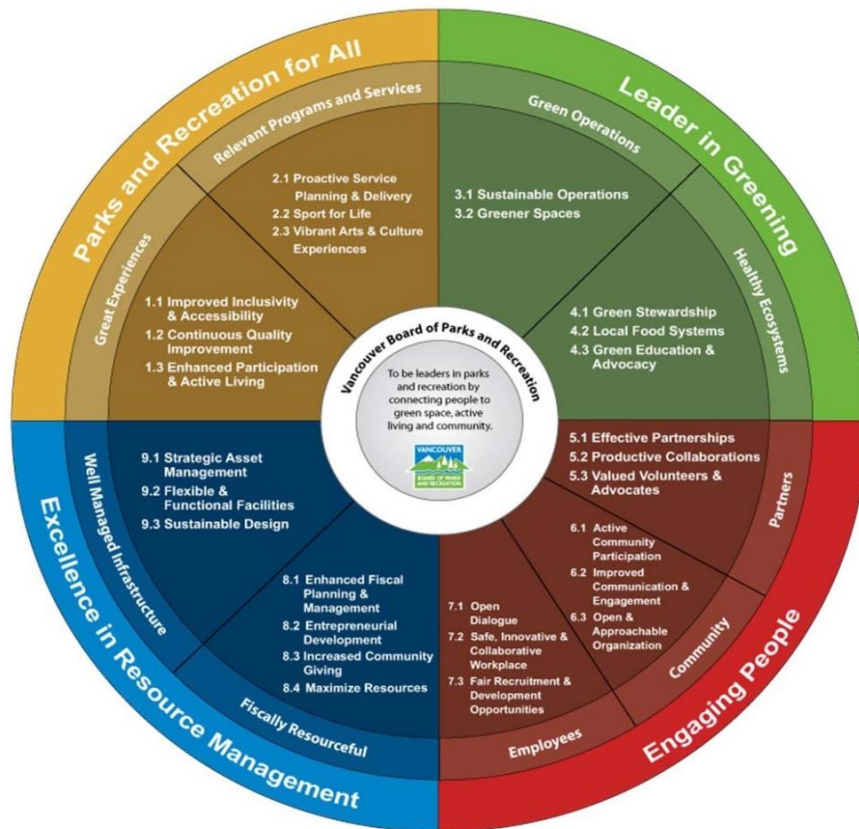 Parks and Recreation for All
Great Experiences
1.1 Improved Inclusivity
& Accessibility
1.2 Continuous Quality
Improvement
1.3 Enhanced Participation
& Active Living
Relevant Programs and Services
2.1 Proactive Service
Planning & Delivery
2.2 Sport for Life
2.3 Vibrant Arts & Culture
Experiences
Leader in Greening
Green Operations
3.1 Sustainable Operations
3.2 Greener Spaces
Healthy Ecosystems
4.1 Green Stewardship
4.2 Local Food Systems
4.3 Green Education &
Advocacy
Engaging People
Partners
5.1 Effective Partnerships
5.2 Productive Collaborations
5.3 Valued Volunteers &
Advocates
Community
6.1 Active
Community
Participation
6.2 Improved
Communication &
Engagement
6.3 Open &
Approachable
Organization
Employees
7.1 Open
Dialogue
7.2 Safe, Innovative &
Collaborative
Workplace
7.3 Fair Recruitment &
Development
Opportunities
Excellence in Resource Management
Fiscally Resourceful
8.1 Enhanced Fiscal
Planning &
Management
8.2 Entrepreneurial
Development
8.3 Increased Community
Giving
8.4 Maximize Resources
Well Managed Infrastructure
9.1 Strategic Asset
Management
9.2 Flexible &
Functional Facilities
9.3 Sustainable Design
Vancouver Board of Parks and Recreation
To be leaders in parks
and recreation by
connecting people to
green space, active
living and community.
VANCOUVER
BOARD OF PARKS
AND RECREATION